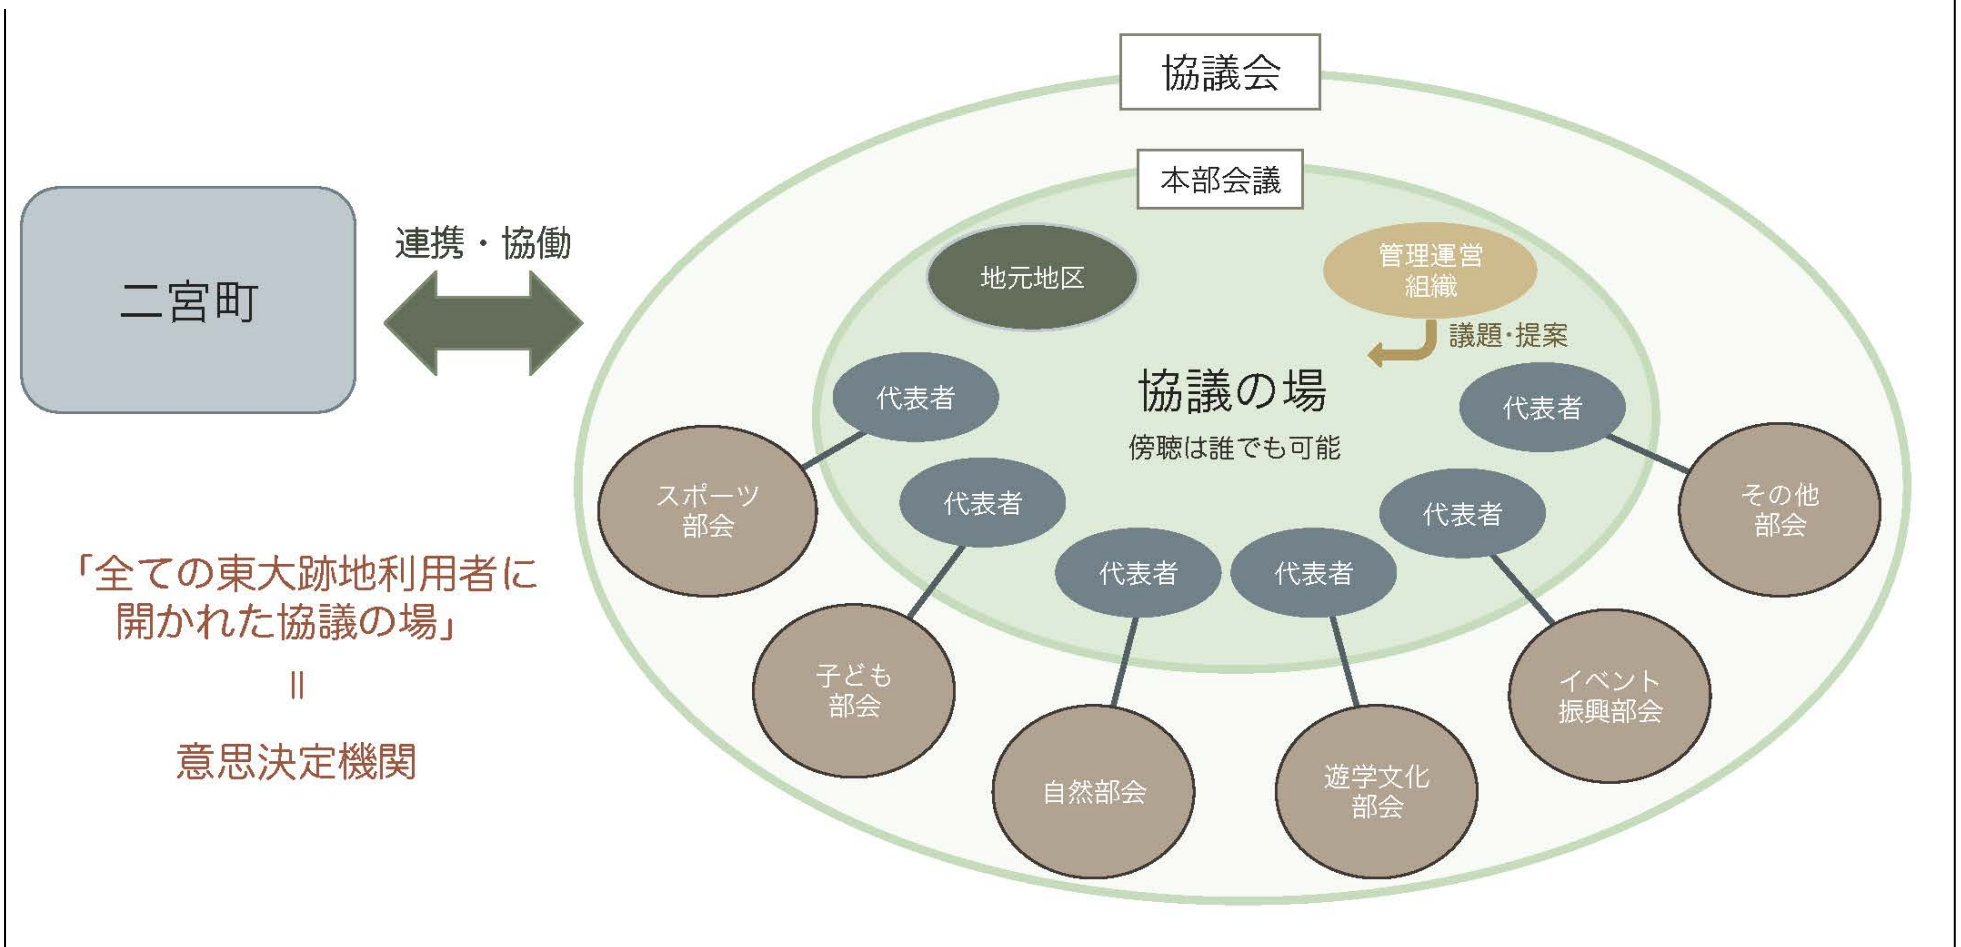 協議会
本部会議
二宮町
連携・協働
地元地区
管理運営
組織
議題・提案
協議の場
傍聴は誰でも可能
代表者
代表者
代表者
代表者
代表者
代表者
スポーツ
部会
子ども
部会
自然部会
遊学文化
部会
イベント
振興部会
その他
部会
「全ての東大跡地利用者に
開かれた協議の場」
＝
意思決定機関